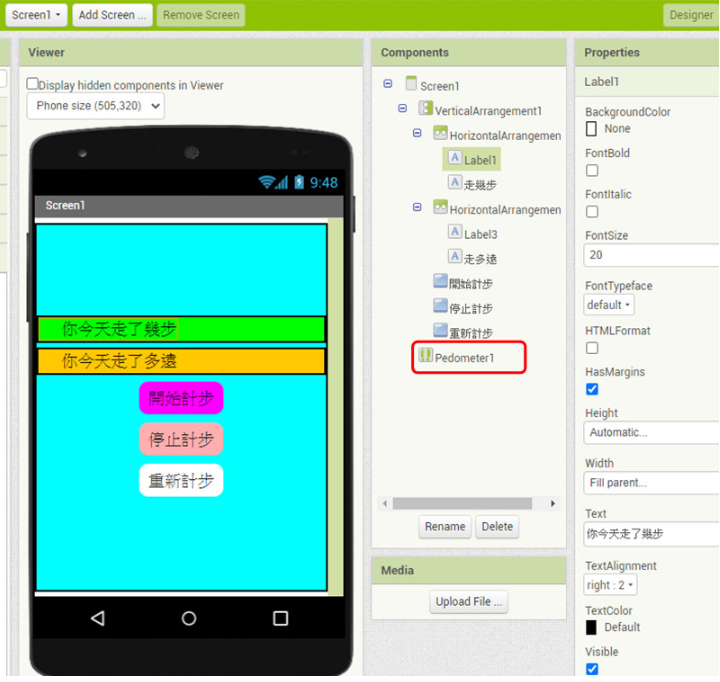 Screen1
Add Screen ...
Remove Screen
Designer
Viewer
Display hidden components in Viewer
Phone size (505,320)
9:48
Screen1
你今天走了幾步
你今天走了多遠
開始計步
停止計步
重新計步
Components
Screen1
VerticalArrangement1
HorizontalArrangemen
A Label1
A 走幾步
HorizontalArrangemen
A Label3
A 走多遠
開始計步
停止計步
重新計步
Pedometer1
Rename
Delete
Media
Upload File ...
Properties
Label1
BackgroundColor
None
FontBold
FontItalic
FontSize
20
FontTypeface
default
HTMLFormat
HasMargins
Height
Automatic...
Width
Fill parent...
Text
你今天走了幾步
TextAlignment
right : 2
TextColor
Default
Visible